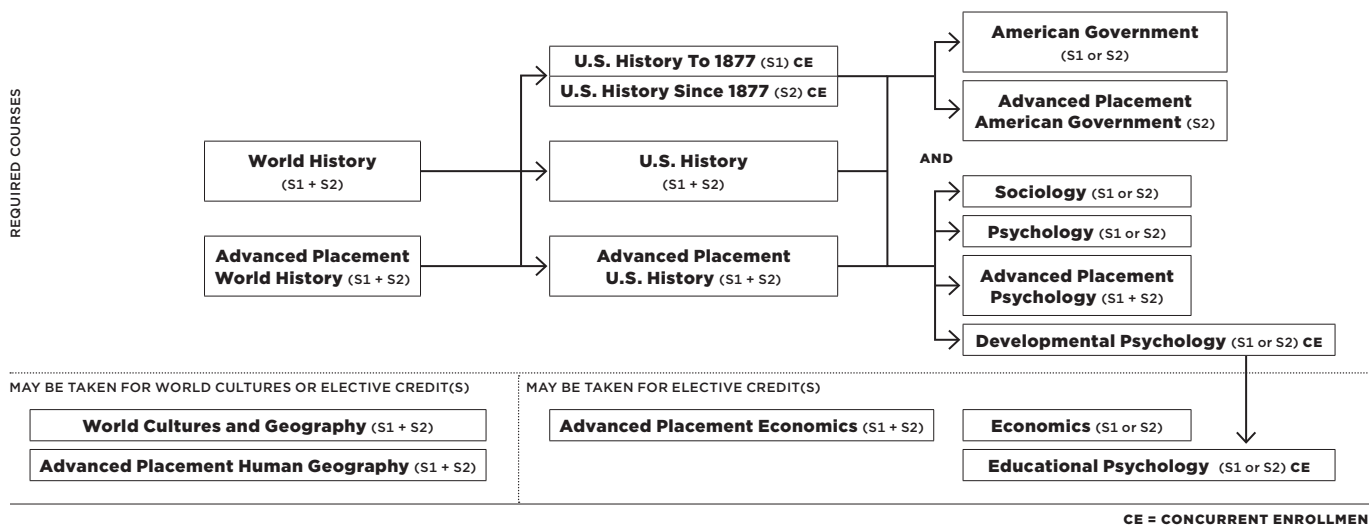 REQUIRED COURSES
World History
(S1 + S2)
Advanced Placement
World History (S1 + S2)
U.S. History To 1877 (S1) CE
U.S. History Since 1877 (S2) CE
U.S. History
(S1 + S2)
Advanced Placement
U.S. History (S1 + S2)
American Government
(S1 or S2)
Advanced Placement
American Government (S2)
AND
Sociology (S1 or S2)
Psychology (S1 or S2)
Advanced Placement
Psychology (S1 + S2)
Developmental Psychology (S1 or S2) CE
MAY BE TAKEN FOR WORLD CULTURES OR ELECTIVE CREDIT(S)
World Cultures and Geography (S1 + S2)
Advanced Placement Human Geography (S1 + S2)
MAY BE TAKEN FOR ELECTIVE CREDIT(S)
Advanced Placement Economics (S1 + S2)
Economics (S1 or S2)
Educational Psychology (S1 or S2) CE
CE = CONCURRENT ENROLLMEN